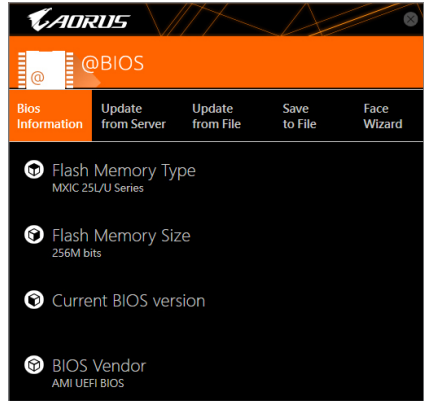 AORUS
@ @BIOS
Bios Information
Update from Server
Update from File
Save to File
Face Wizard
Flash Memory Type
MXIC 25L/U Series
Flash Memory Size
256M bits
Current BIOS version
BIOS Vendor
AMI UEFI BIOS